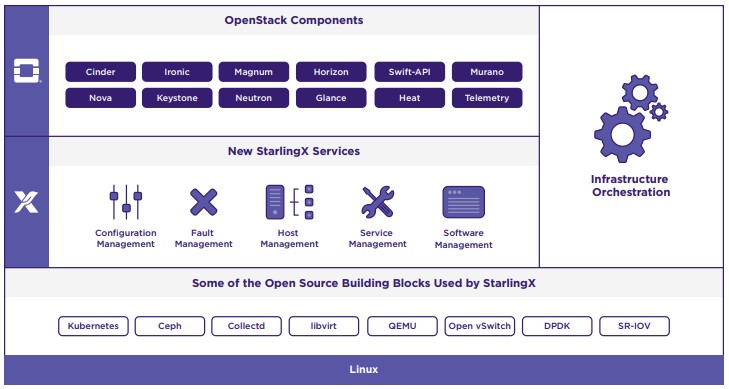 OpenStack Components
Cinder Ironic Magnum Horizon Swift-API Murano
Nova Keystone Neutron Glance Heat Telemetry
New StarlingX Services
Configuration Management
Fault Management
Host Management
Service Management
Software Management
Infrastructure
Orchestration
Some of the Open Source Building Blocks Used by StarlingX
Kubernetes Ceph Collectd libvirt QEMU Open vSwitch DPDK SR-IOV
Linux